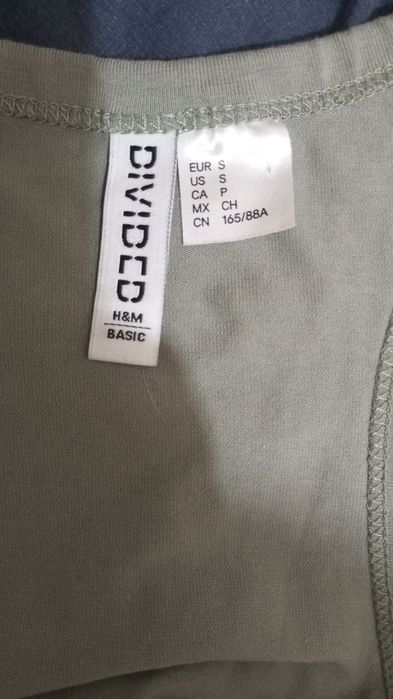 DIVIDED
H&M
BASIC
EUR S
US S
CA P
MX CH
CN 165/88A